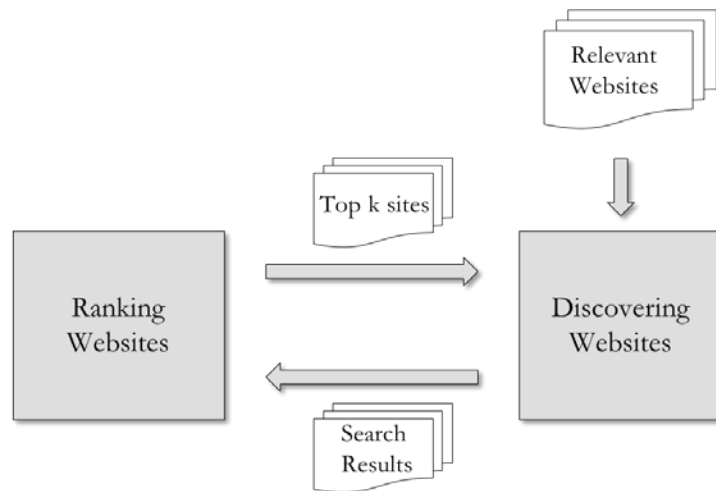 Relevant
Websites
Top k sites
Ranking
Websites
Discovering
Websites
Search
Results